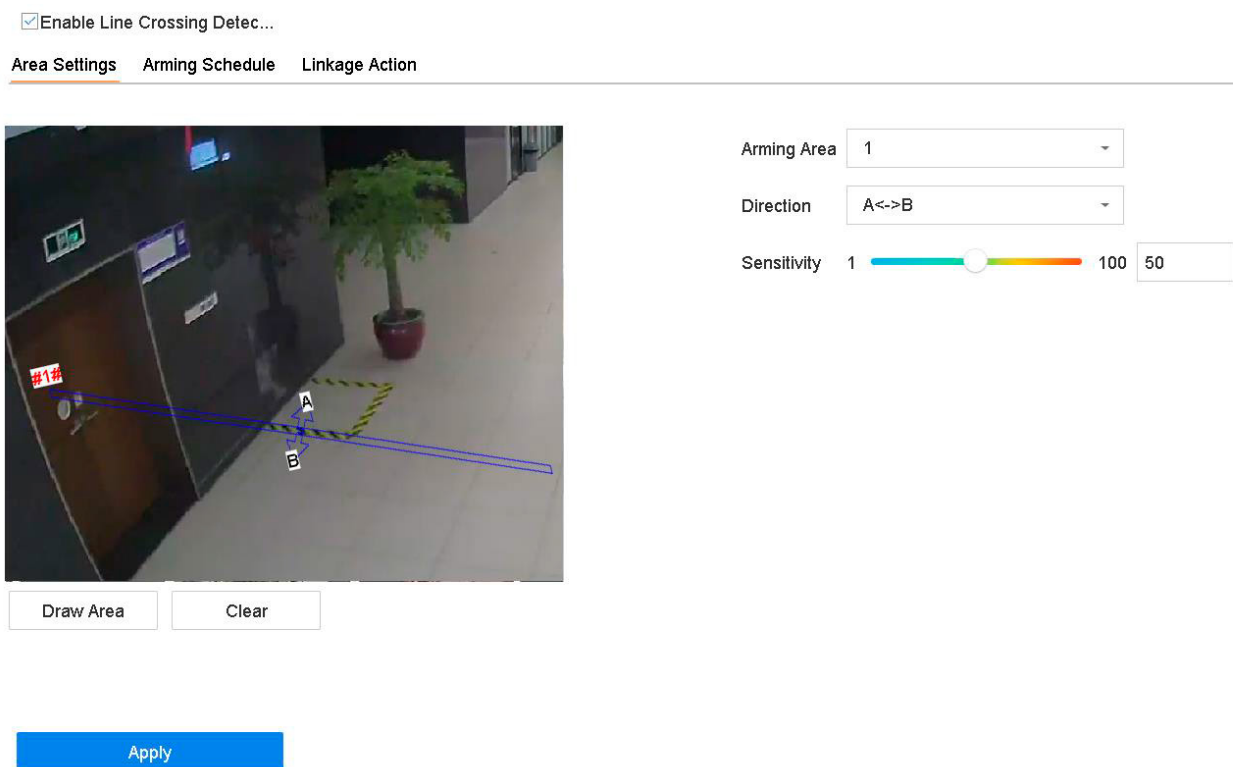 Enable Line Crossing Detec...
Area Settings Arming Schedule Linkage Action
Arming Area 1
Direction A<->B
Sensitivity 1 100 50
#1#
A
B
Draw Area Clear
Apply